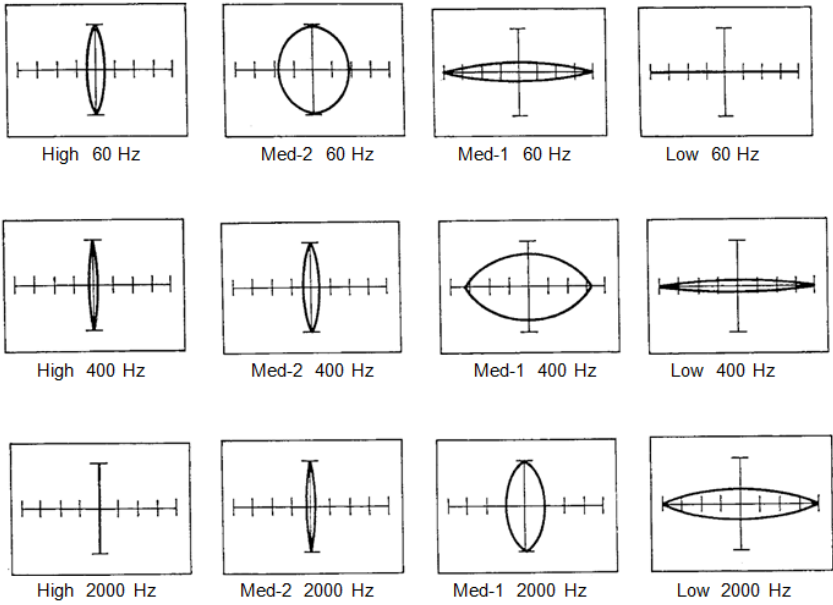 High 60 Hz
Med-2 60 Hz
Med-1 60 Hz
Low 60 Hz
High 400 Hz
Med-2 400 Hz
Med-1 400 Hz
Low 400 Hz
High 2000 Hz
Med-2 2000 Hz
Med-1 2000 Hz
Low 2000 Hz